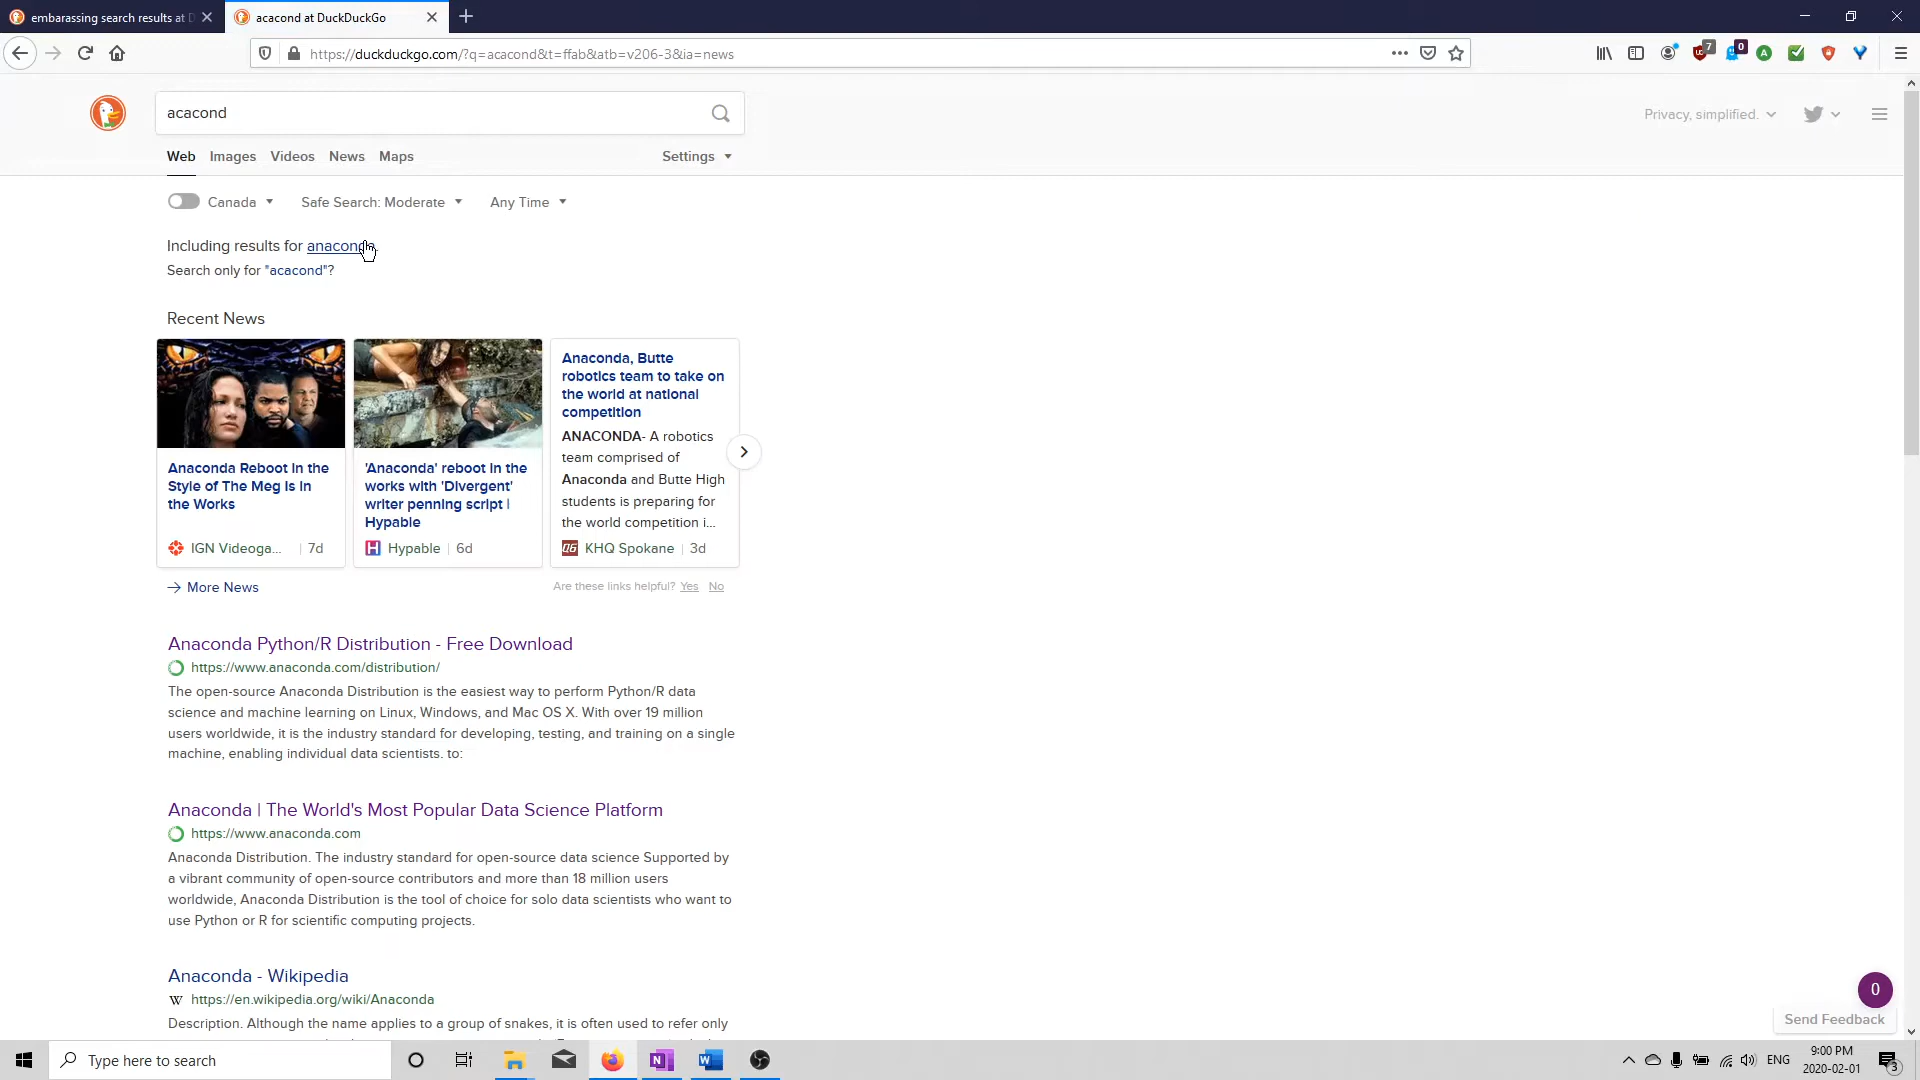 embarassing search results at D
acacond at DuckDuckGo
https://duckduckgo.com/?q=acacond&t=ffab&atb=v206-3&ia=news
7
0
A
acacond
Privacy, simplified.
Web Images Videos News Maps
Settings
Canada
Safe Search: Moderate
Any Time
Including results for anaconda
Search only for "acacond"?
Recent News
Anaconda Reboot in the
Style of The Meg Is in
the Works
IGN Videoga... | 7d
'Anaconda' reboot in the
works with 'Divergent'
writer penning script |
Hypable
H Hypable | 6d
Anaconda, Butte
robotics team to take on
the world at national
competition
ANACONDA- A robotics
team comprised of
Anaconda and Butte High
students is preparing for
the world competition i...
Q6 KHQ Spokane | 3d
More News
Are these links helpful? Yes No
Anaconda Python/R Distribution - Free Download
https://www.anaconda.com/distribution/
The open-source Anaconda Distribution is the easiest way to perform Python/R data
science and machine learning on Linux, Windows, and Mac OS X. With over 19 million
users worldwide, it is the industry standard for developing, testing, and training on a single
machine, enabling individual data scientists. to:
Anaconda | The World's Most Popular Data Science Platform
https://www.anaconda.com
Anaconda Distribution. The industry standard for open-source data science Supported by
a vibrant community of open-source contributors and more than 18 million users
worldwide, Anaconda Distribution is the tool of choice for solo data scientists who want to
use Python or R for scientific computing projects.
Anaconda - Wikipedia
W https://en.wikipedia.org/wiki/Anaconda
Description. Although the name applies to a group of snakes, it is often used to refer only
0
Send Feedback
Type here to search
N
W
ENG
9:00 PM
2020-02-01
3